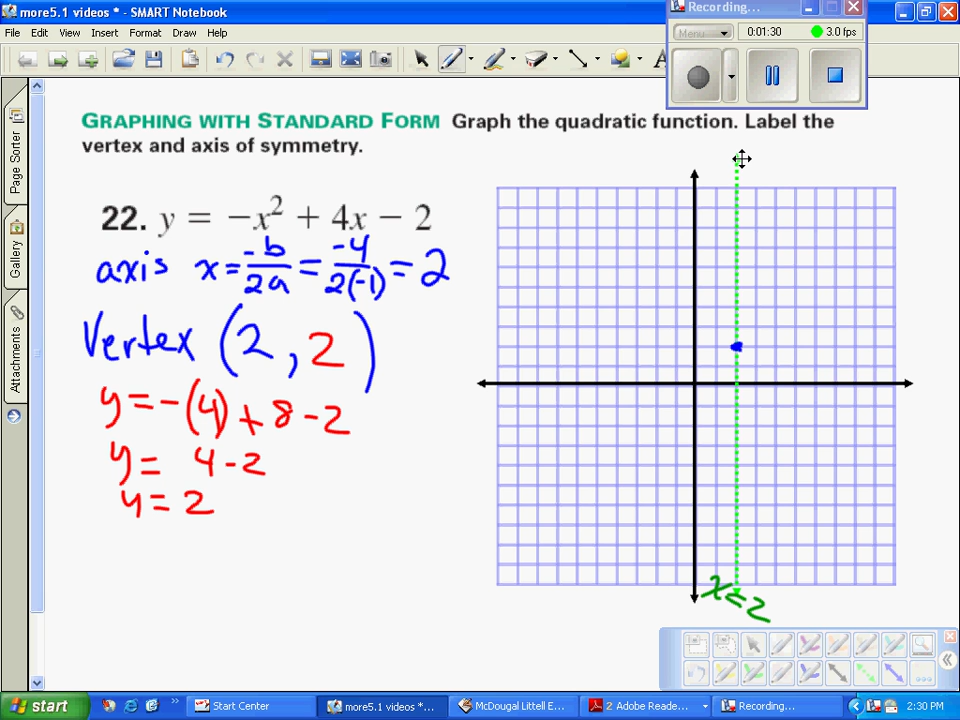 more5.1 videos * - SMART Notebook
Recording...
File Edit View Insert Format Draw Help
Menu 0:01:30 3.0 fps
A
Page Sorter
Gallery
Attachments
GRAPHING WITH STANDARD FORM Graph the quadratic function. Label the
vertex and axis of symmetry.
22. y = -x² + 4x - 2
axis x = -b/2a = -4/2(-1) = 2
Vertex (2, 2)
y = -(4) + 8 - 2
y = 4 - 2
y = 2
x = 2
start Start Center more5.1 videos *... McDougal Littell E... 2 Adobe Reade... Recording... 2:30 PM